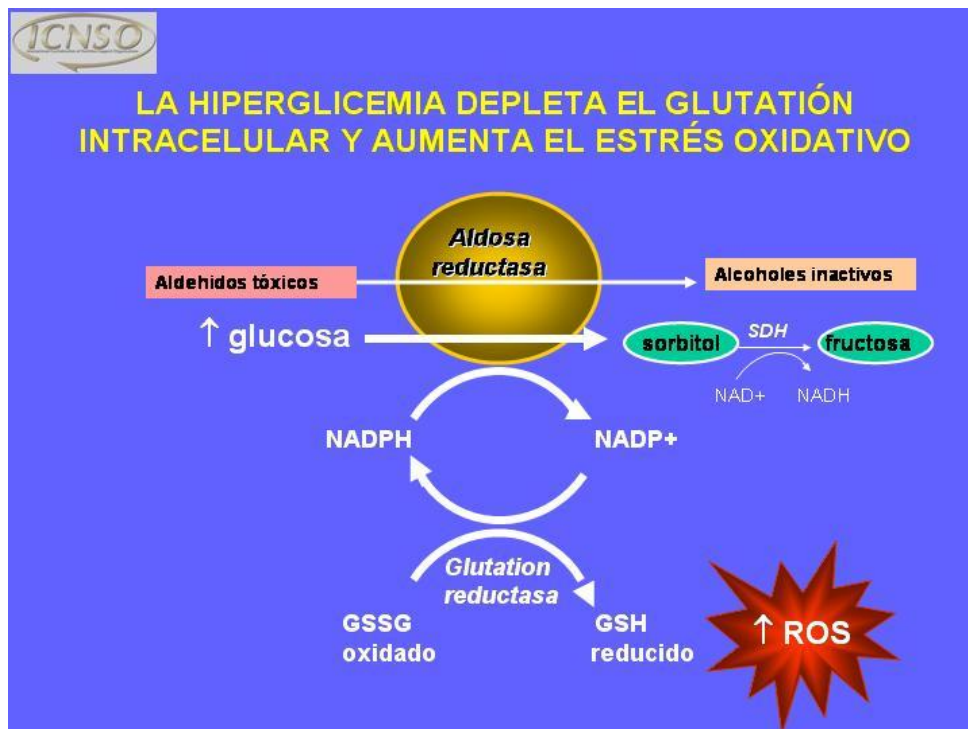 ICNSO
LA HIPERGLICEMIA DEPLETA EL GLUTATIÓN
INTRACELULAR Y AUMENTA EL ESTRÉS OXIDATIVO
Aldosa
reductasa
Aldehidos tóxicos
Alcoholes inactivos
↑ glucosa
sorbitol
SDH
fructosa
NAD+ NADH
NADPH
NADP+
Glutation
reductasa
GSSG
oxidado
GSH
reducido
↑ ROS